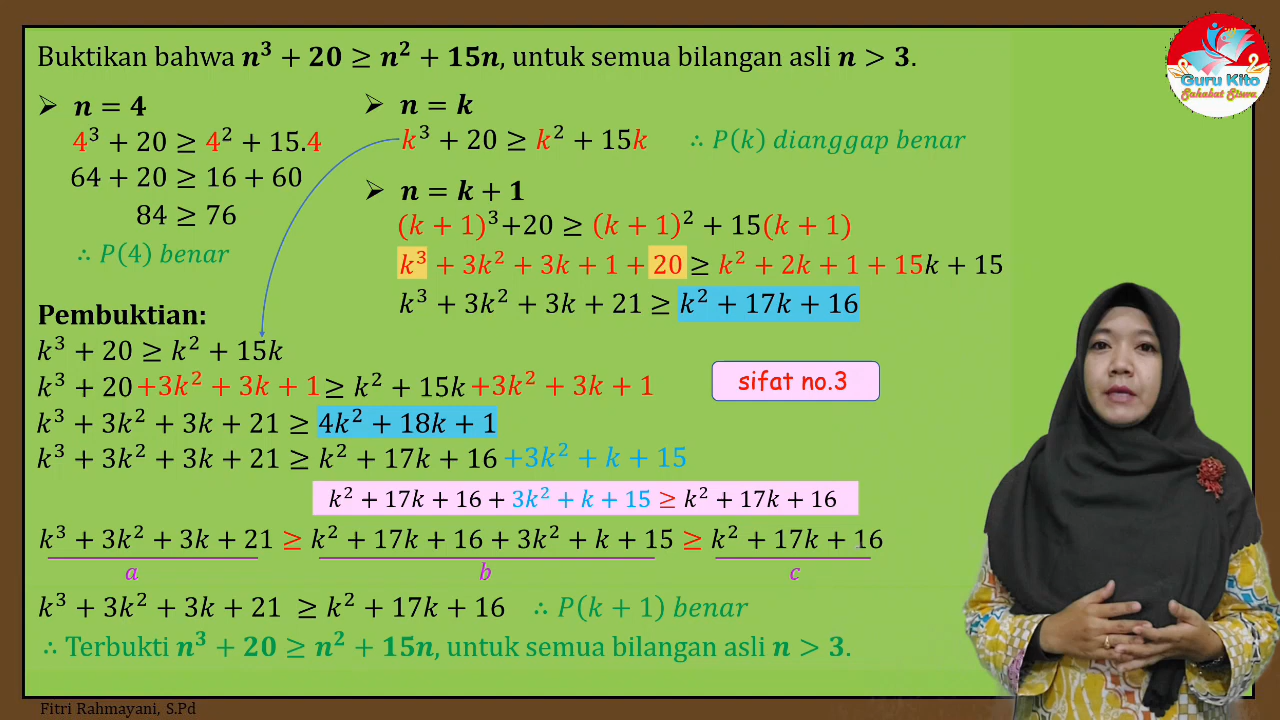 Buktikan bahwa n³ + 20 ≥ n² + 15n, untuk semua bilangan asli n > 3.
➢ n = 4
4³ + 20 ≥ 4² + 15.4
64 + 20 ≥ 16 + 60
84 ≥ 76
∴ P(4) benar
➢ n = k
k³ + 20 ≥ k² + 15k ∴ P(k) dianggap benar
➢ n = k + 1
(k + 1)³+20 ≥ (k + 1)² + 15(k + 1)
k³ + 3k² + 3k + 1 + 20 ≥ k² + 2k + 1 + 15k + 15
k³ + 3k² + 3k + 21 ≥ k² + 17k + 16
Pembuktian:
k³ + 20 ≥ k² + 15k
k³ + 20 +3k² + 3k + 1 ≥ k² + 15k +3k² + 3k + 1
sifat no.3
k³ + 3k² + 3k + 21 ≥ 4k² + 18k + 1
k³ + 3k² + 3k + 21 ≥ k² + 17k + 16 +3k² + k + 15
k² + 17k + 16 + 3k² + k + 15 ≥ k² + 17k + 16
k³ + 3k² + 3k + 21 ≥ k² + 17k + 16 + 3k² + k + 15 ≥ k² + 17k + 16
a b c
k³ + 3k² + 3k + 21 ≥ k² + 17k + 16 ∴ P(k + 1) benar
∴ Terbukti n³ + 20 ≥ n² + 15n, untuk semua bilangan asli n > 3.
Guru Kito
Sahabat Siswa
Fitri Rahmayani, S.Pd